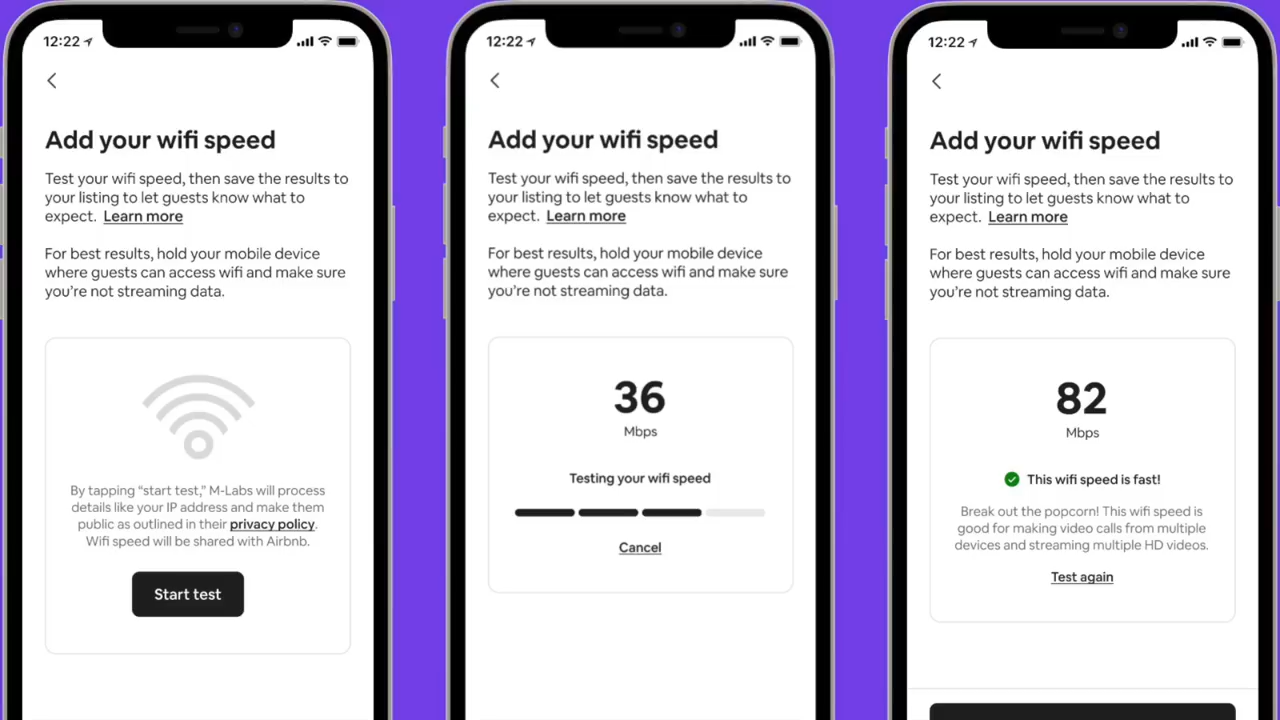 12:22
Add your wifi speed
Test your wifi speed, then save the results to
your listing to let guests know what to
expect. Learn more
For best results, hold your mobile device
where guests can access wifi and make sure
you’re not streaming data.
By tapping “start test,” M-Labs will process
details like your IP address and make them
public as outlined in their privacy policy.
Wifi speed will be shared with Airbnb.
Start test
12:22
Add your wifi speed
Test your wifi speed, then save the results to
your listing to let guests know what to
expect. Learn more
For best results, hold your mobile device
where guests can access wifi and make sure
you’re not streaming data.
36
Mbps
Testing your wifi speed
Cancel
12:22
Add your wifi speed
Test your wifi speed, then save the results to
your listing to let guests know what to
expect. Learn more
For best results, hold your mobile device
where guests can access wifi and make sure
you’re not streaming data.
82
Mbps
This wifi speed is fast!
Break out the popcorn! This wifi speed is
good for making video calls from multiple
devices and streaming multiple HD videos.
Test again